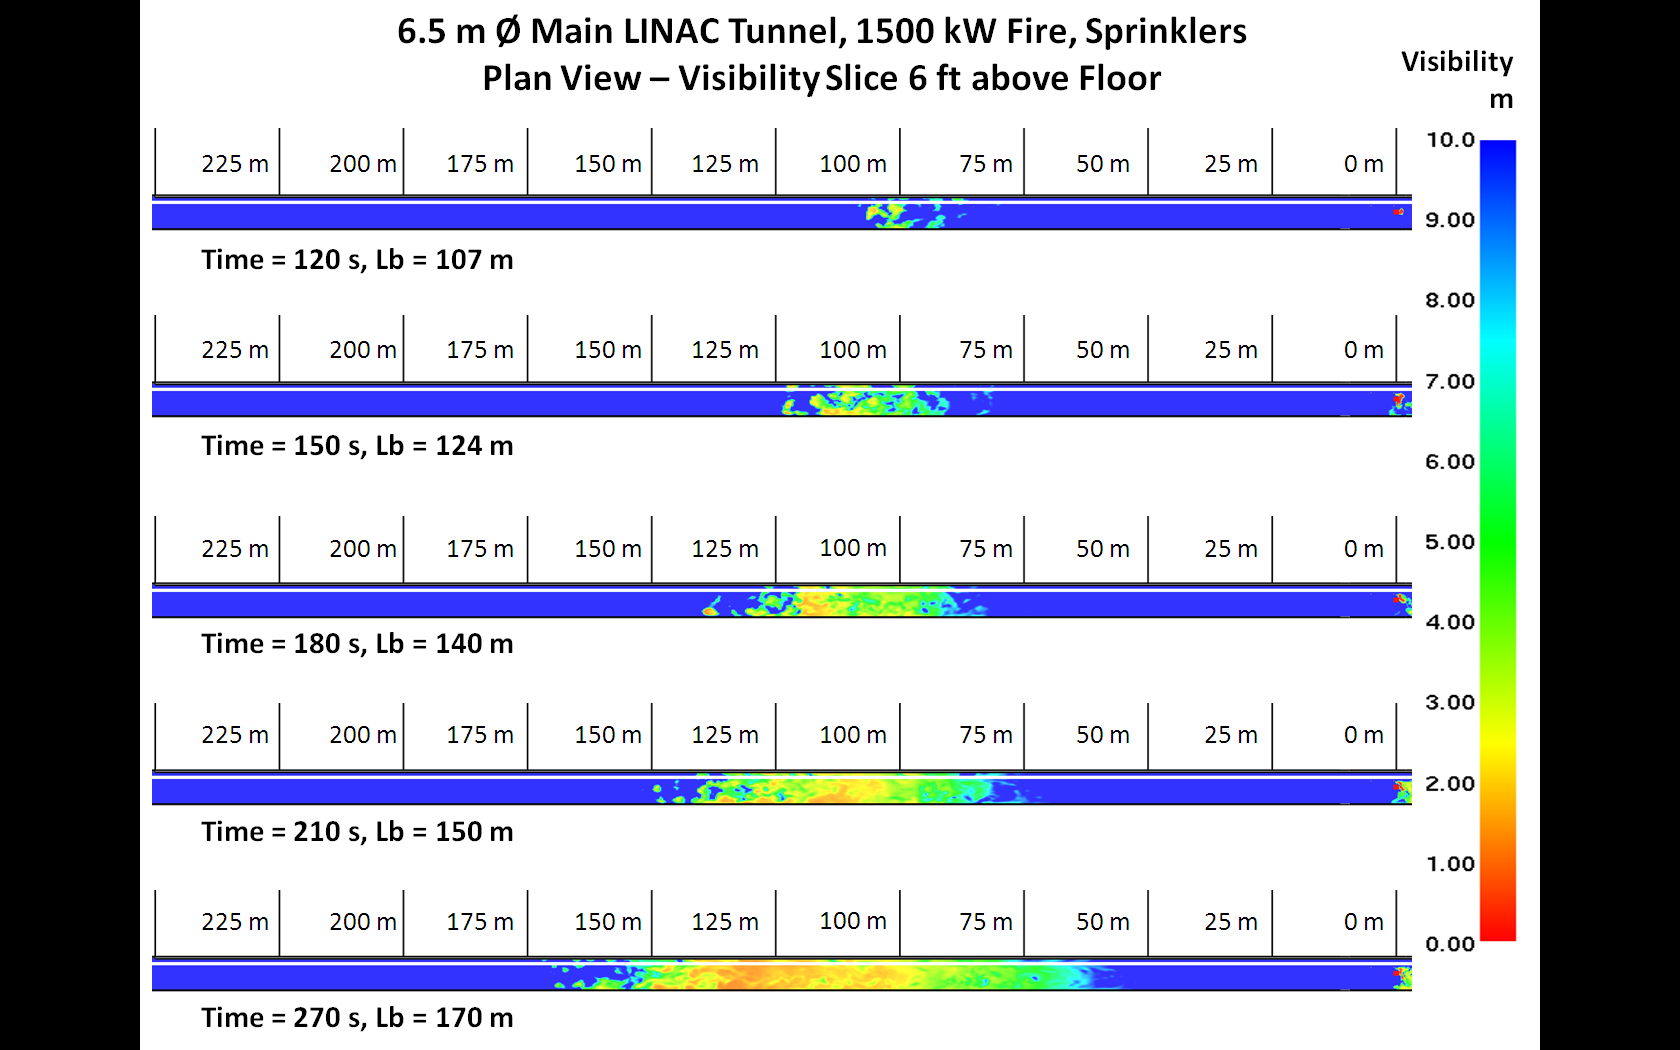 6.5 m Ø Main LINAC Tunnel, 1500 kW Fire, Sprinklers
Plan View – Visibility Slice 6 ft above Floor
Visibility
m
225 m 200 m 175 m 150 m 125 m 100 m 75 m 50 m 25 m 0 m
Time = 120 s, Lb = 107 m
225 m 200 m 175 m 150 m 125 m 100 m 75 m 50 m 25 m 0 m
Time = 150 s, Lb = 124 m
225 m 200 m 175 m 150 m 125 m 100 m 75 m 50 m 25 m 0 m
Time = 180 s, Lb = 140 m
225 m 200 m 175 m 150 m 125 m 100 m 75 m 50 m 25 m 0 m
Time = 210 s, Lb = 150 m
225 m 200 m 175 m 150 m 125 m 100 m 75 m 50 m 25 m 0 m
Time = 270 s, Lb = 170 m
10.0
9.00
8.00
7.00
6.00
5.00
4.00
3.00
2.00
1.00
0.00